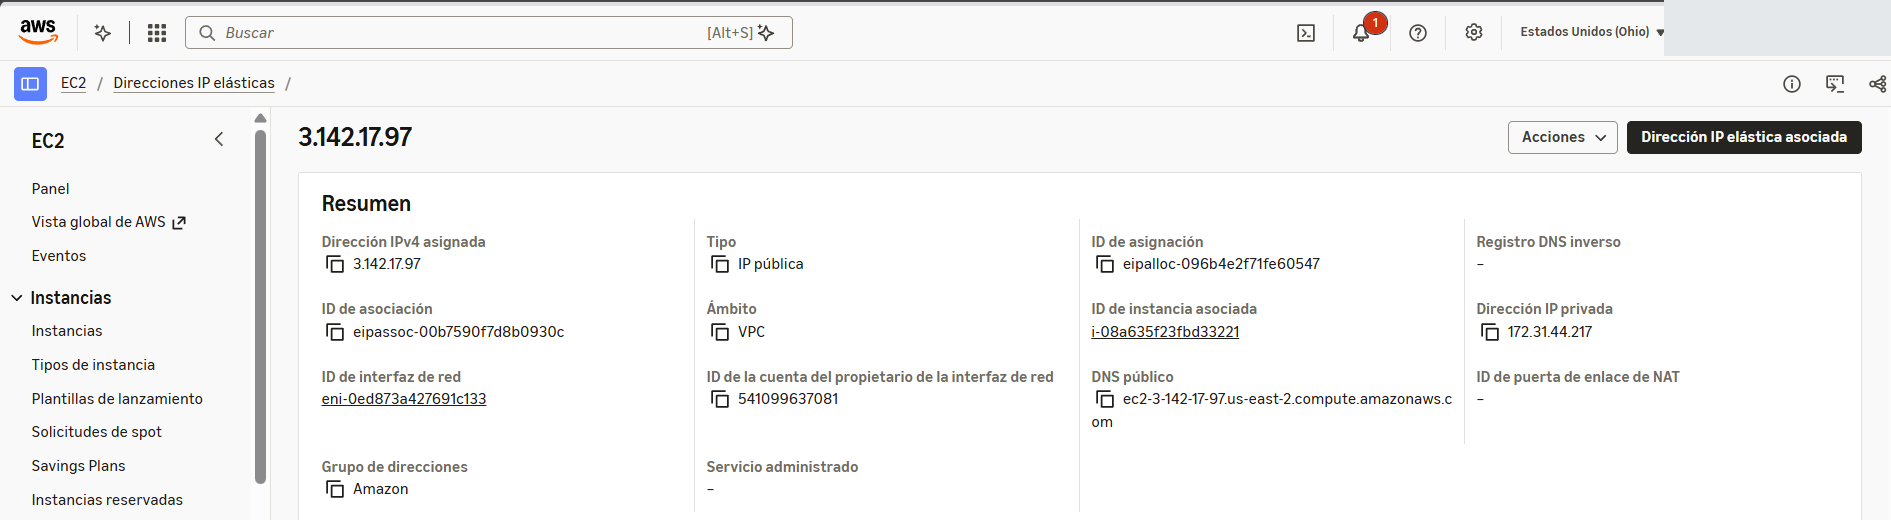 aws
Buscar
[Alt+S]
1
Estados Unidos (Ohio)
EC2 / Direcciones IP elásticas /
EC2
Panel
Vista global de AWS
Eventos
Instancias
Instancias
Tipos de instancia
Plantillas de lanzamiento
Solicitudes de spot
Savings Plans
Instancias reservadas
3.142.17.97
Acciones
Dirección IP elástica asociada
Resumen
Dirección IPv4 asignada
3.142.17.97
Tipo
IP pública
ID de asignación
eipalloc-096b4e2f71fe60547
Registro DNS inverso
–
ID de asociación
eipassoc-00b7590f7d8b0930c
Ámbito
VPC
ID de instancia asociada
i-08a635f23fbd33221
Dirección IP privada
172.31.44.217
ID de interfaz de red
eni-0ed873a427691c133
ID de la cuenta del propietario de la interfaz de red
541099637081
DNS público
ec2-3-142-17-97.us-east-2.compute.amazonaws.c
om
ID de puerta de enlace de NAT
–
Grupo de direcciones
Amazon
Servicio administrado
–